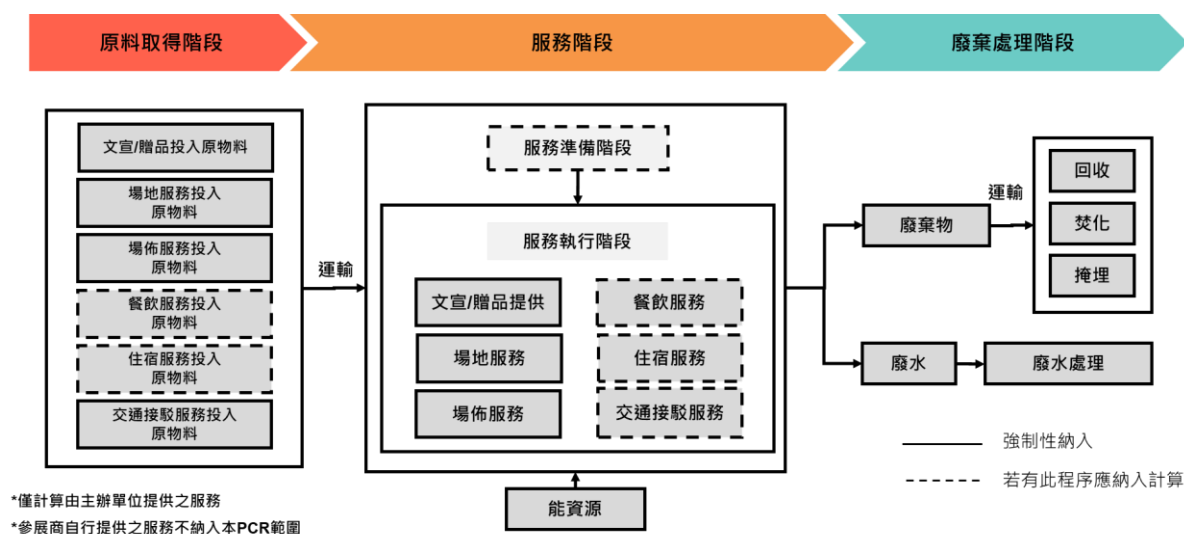 原料取得階段
服務階段
廢棄處理階段
文宣/贈品投入原物料
場地服務投入
原物料
場佈服務投入
原物料
餐飲服務投入
原物料
住宿服務投入
原物料
交通接駁服務投入
原物料
運輸
服務準備階段
服務執行階段
文宣/贈品提供
餐飲服務
場地服務
住宿服務
場佈服務
交通接駁服務
能資源
廢棄物
運輸
回收
焚化
掩埋
廢水
廢水處理
強制性納入
若有此程序應納入計算
*僅計算由主辦單位提供之服務
*參展商自行提供之服務不納入本PCR範圍